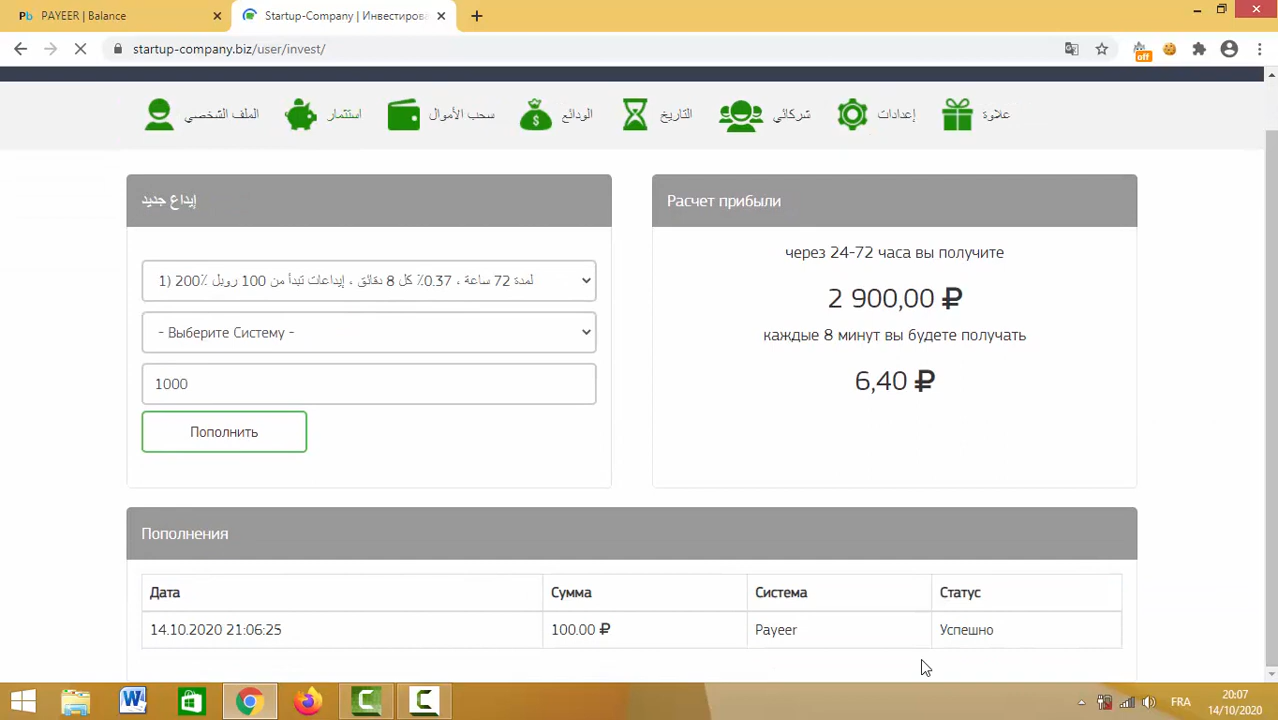 PAYEER | Balance
Startup-Company | Инвестиров
startup-company.biz/user/invest/
off
الملف الشخصي
استثمار
سحب الأموال
الودائع
التاريخ
شركائي
إعدادات
علاوة
إيداع جديد
1) 200٪ لمدة 72 ساعة ، 0.37٪ كل 8 دقائق ، إيداعات تبدأ من 100 روبل
- Выберите Систему -
1000
Пополнить
Расчет прибыли
через 24-72 часа вы получите
2 900,00 ₽
каждые 8 минут вы будете получать
6,40 ₽
Пополнения
Дата Сумма Система Статус
14.10.2020 21:06:25 100.00 ₽ Payeer Успешно
FRA
20:07
14/10/2020